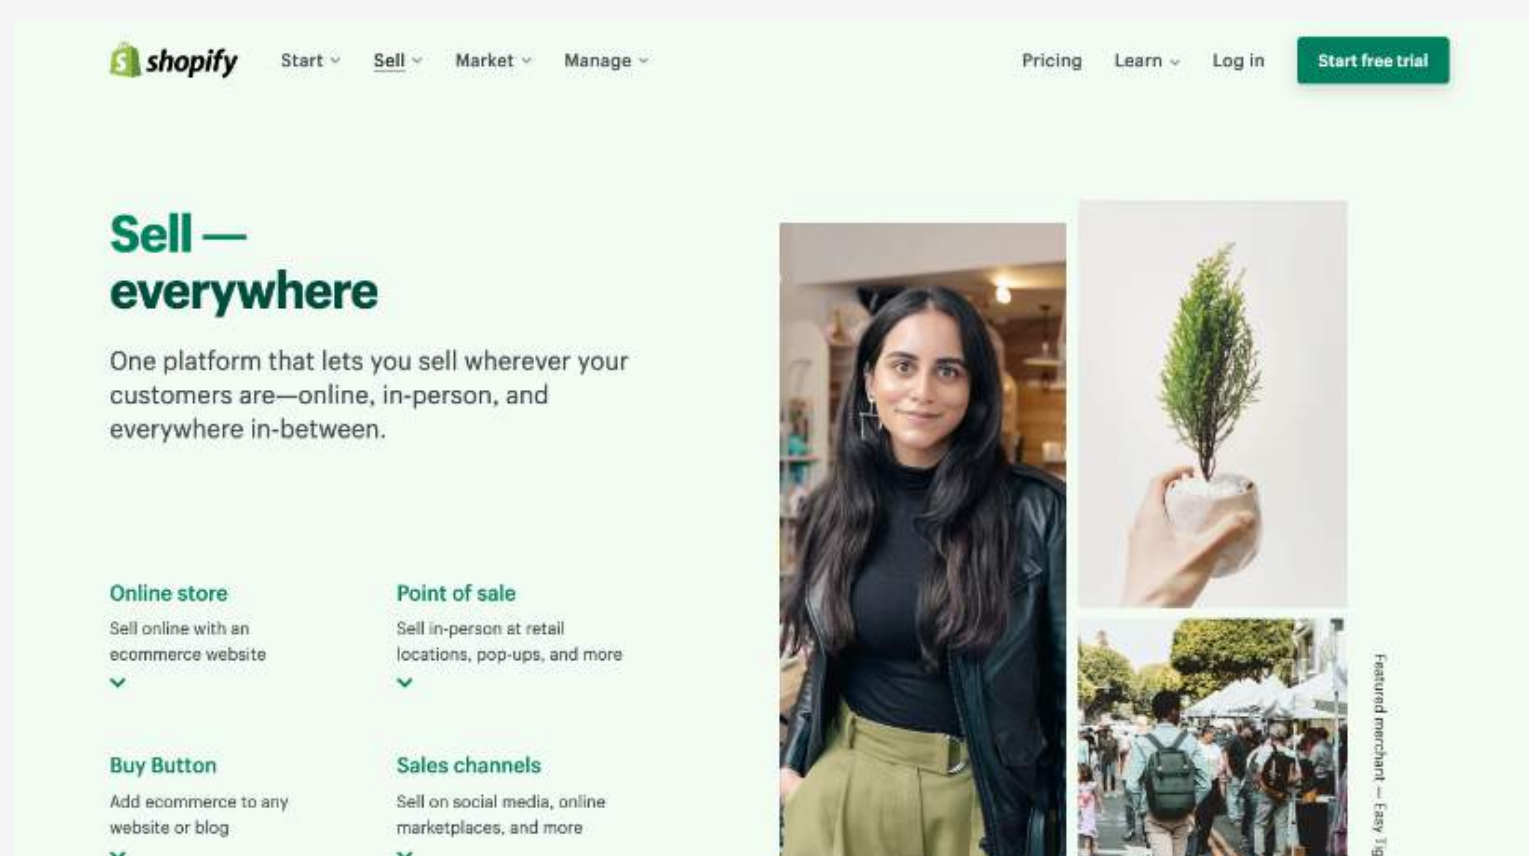 shopify
Start
Sell
Market
Manage
Pricing
Learn
Log in
Start free trial
Sell —
everywhere
One platform that lets you sell wherever your
customers are—online, in-person, and
everywhere in-between.
Online store
Sell online with an
ecommerce website
Point of sale
Sell in-person at retail
locations, pop-ups, and more
Buy Button
Add ecommerce to any
website or blog
Sales channels
Sell on social media, online
marketplaces, and more
Featured merchant — Easy